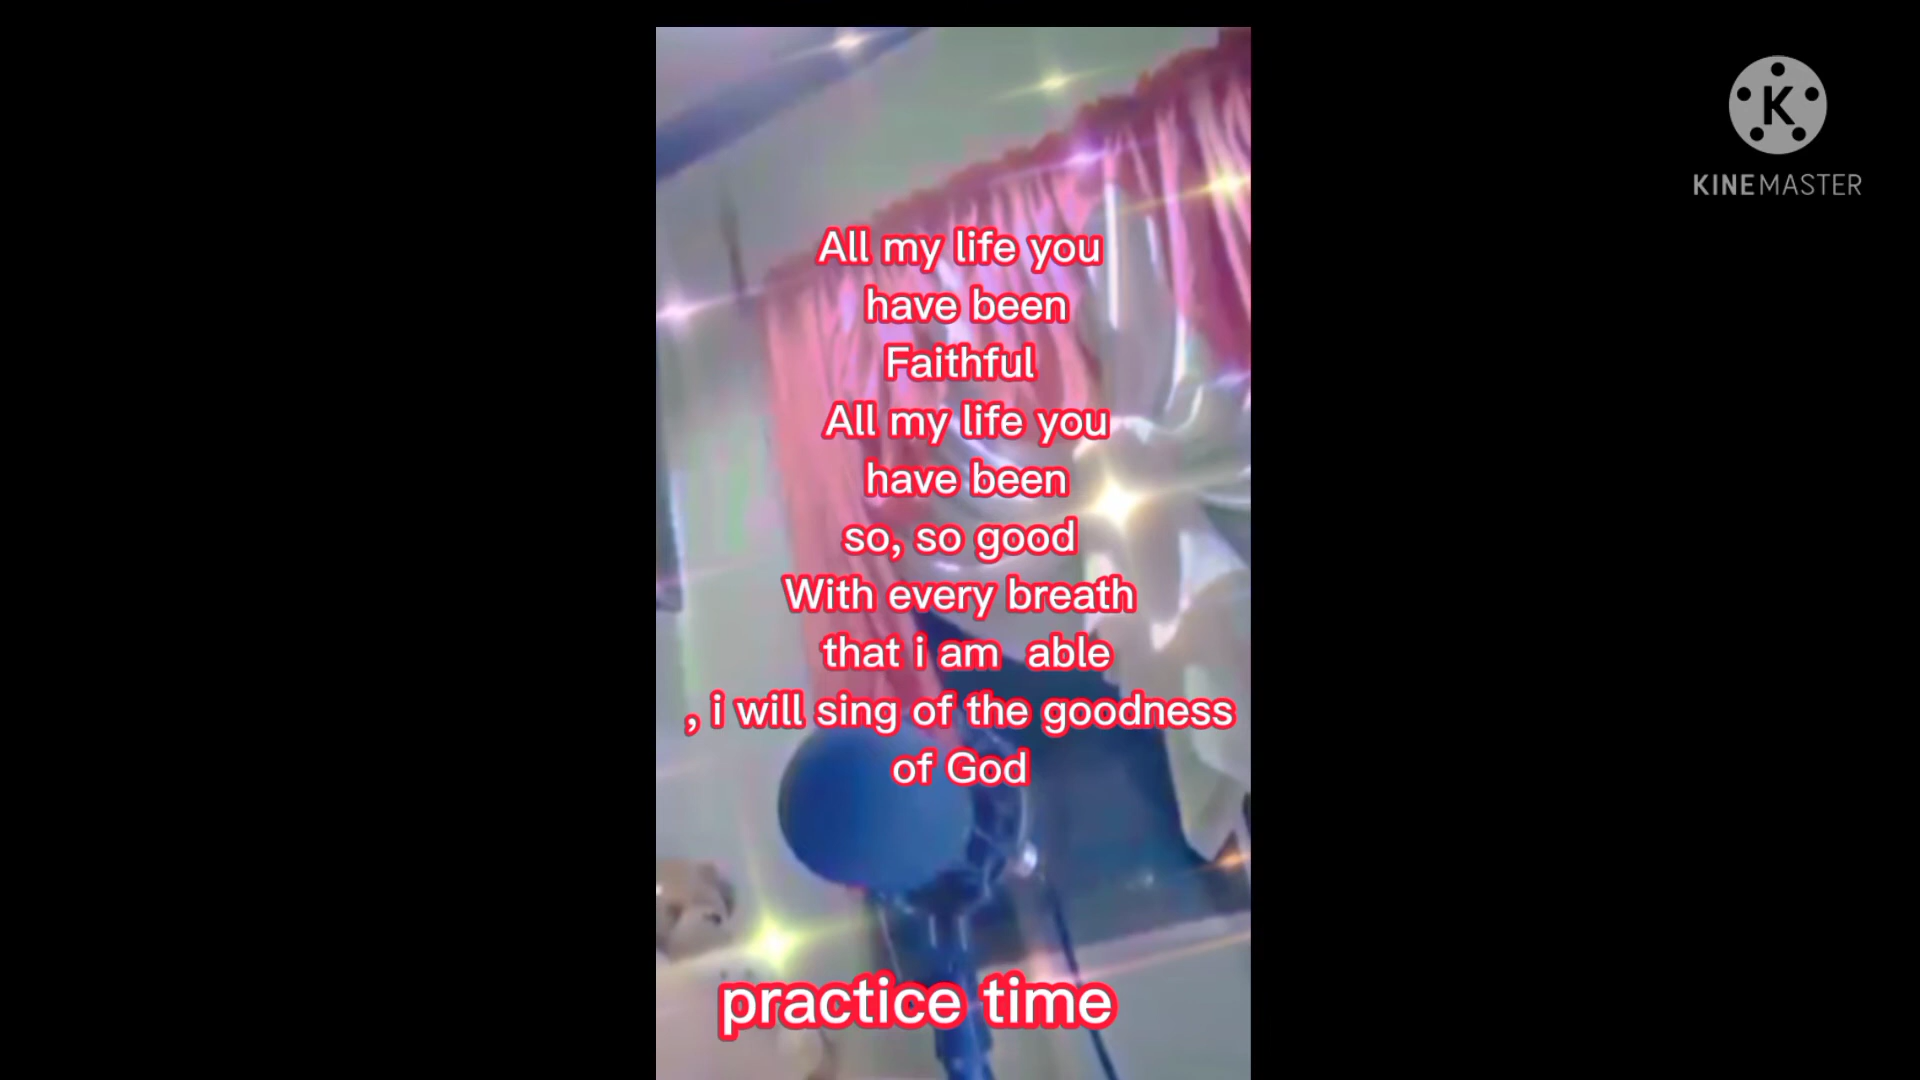 All my life you
have been
Faithful
All my life you
have been
so, so good
With every breath
that i am  able
, i will sing of the goodness
of God
practice time
K
KINEMASTER